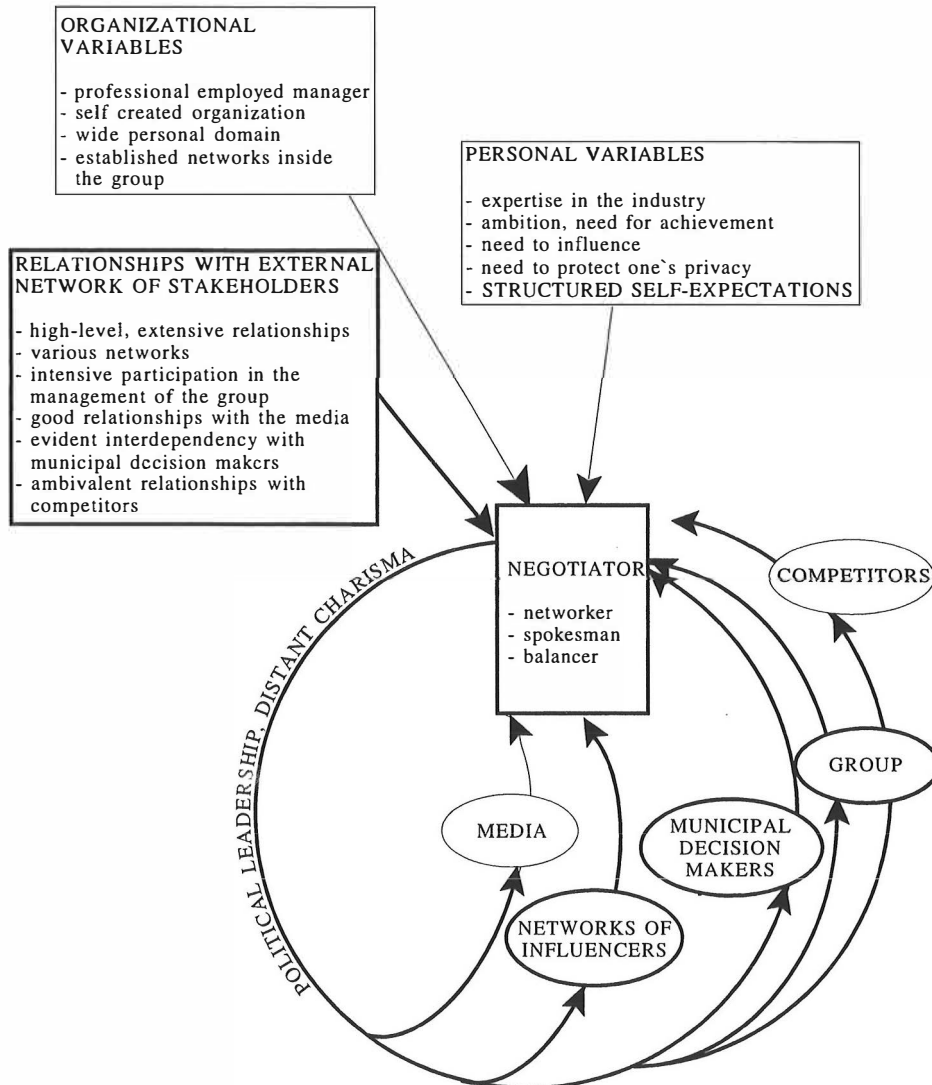 ORGANIZATIONAL
VARIABLES
- professional employed manager
- self created organization
- wide personal domain
- established networks inside
the group
PERSONAL VARIABLES
- expertise in the industry
- ambition, need for achievement
- need to influence
- need to protect one`s privacy
- STRUCTURED SELF-EXPECTATIONS
RELATIONSHIPS WITH EXTERNAL
NETWORK OF STAKEHOLDERS
- high-level, extensive relationships
- various networks
- intensive participation in the
management of the group
- good relationships with the media
- evident interdependency with
municipal decision makers
- ambivalent relationships with
competitors
NEGOTIATOR
- networker
- spokesman
- balancer
COMPETITORS
POLITICAL LEADERSHIP, DISTANT CHARISMA
GROUP
MEDIA
MUNICIPAL
DECISION
MAKERS
NETWORKS OF
INFLUENCERS